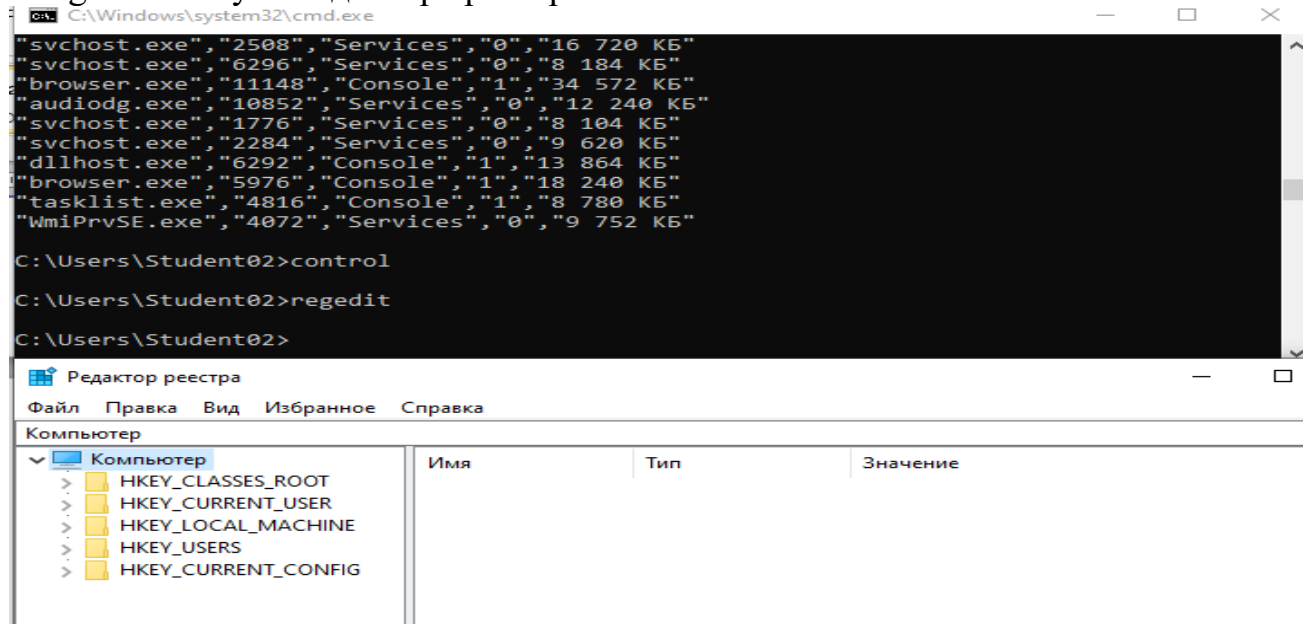 C:\Windows\system32\cmd.exe
"svchost.exe","2508","Services","0","16 720 КБ"
"svchost.exe","6296","Services","0","8 184 КБ"
"browser.exe","11148","Console","1","34 572 КБ"
"audiodg.exe","10852","Services","0","12 240 КБ"
"svchost.exe","1776","Services","0","8 104 КБ"
"svchost.exe","2284","Services","0","9 620 КБ"
"dllhost.exe","6292","Console","1","13 864 КБ"
"browser.exe","5976","Console","1","18 240 КБ"
"tasklist.exe","4816","Console","1","8 780 КБ"
"WmiPrvSE.exe","4072","Services","0","9 752 КБ"
C:\Users\Student02>control
C:\Users\Student02>regedit
C:\Users\Student02>
Редактор реестра
Файл Правка Вид Избранное Справка
Компьютер
Компьютер Имя Тип Значение
HKEY_CLASSES_ROOT
HKEY_CURRENT_USER
HKEY_LOCAL_MACHINE
HKEY_USERS
HKEY_CURRENT_CONFIG